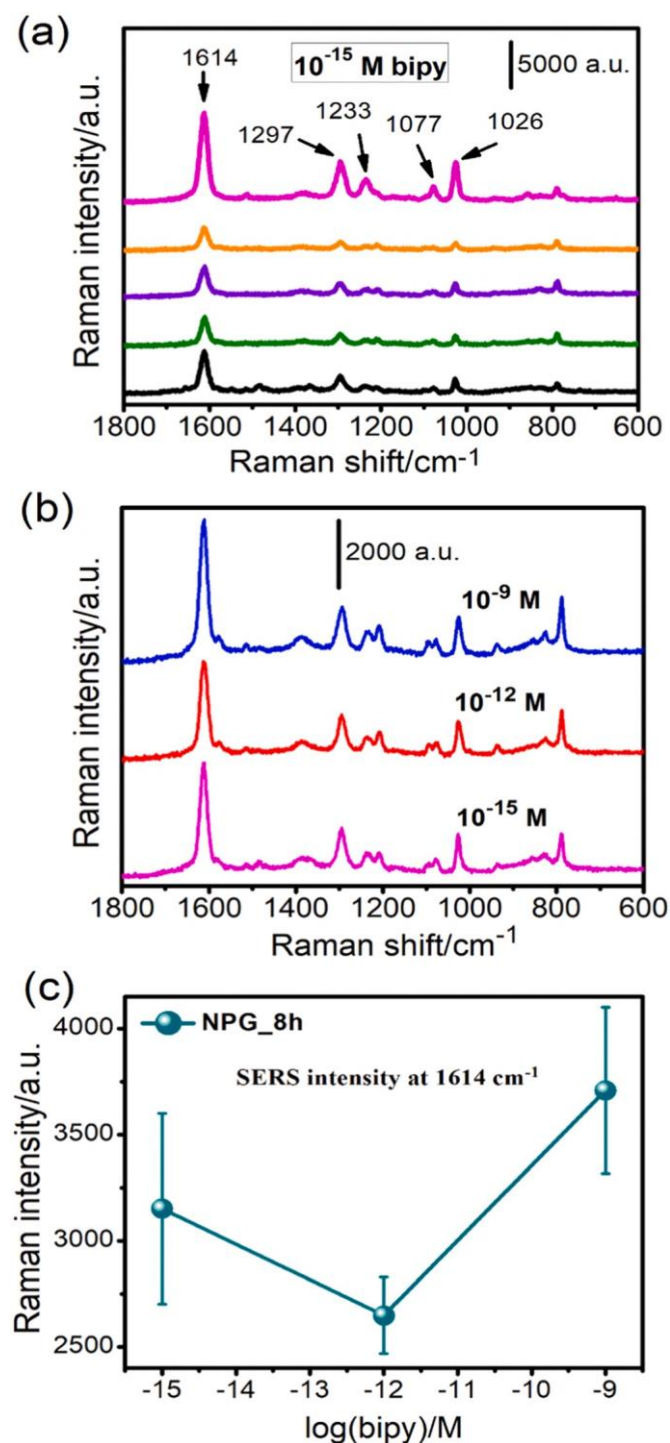 (a)
1614
10-15 M bipy
5000 a.u.
1297
1233
1077
1026
Raman intensity/a.u.
1800 1600 1400 1200 1000 800 600
Raman shift/cm-1
(b)
2000 a.u.
10-9 M
10-12 M
10-15 M
Raman intensity/a.u.
1800 1600 1400 1200 1000 800 600
Raman shift/cm-1
(c)
NPG_8h
SERS intensity at 1614 cm-1
4000
3500
3000
2500
Raman intensity/a.u.
-15 -14 -13 -12 -11 -10 -9
log(bipy)/M